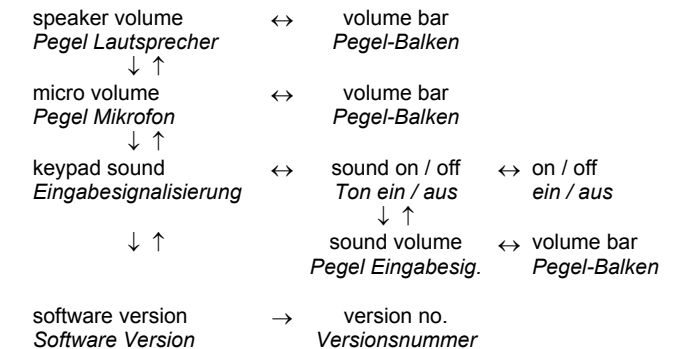 speaker volume ↔ volume bar
Pegel Lautsprecher Pegel-Balken
↓ ↑
micro volume ↔ volume bar
Pegel Mikrofon Pegel-Balken
↓ ↑
keypad sound ↔ sound on / off ↔ on / off
Eingabesignalisierung Ton ein / aus ein / aus
↓ ↑
↓ ↑ sound volume ↔ volume bar
Pegel Eingabesig. Pegel-Balken
software version → version no.
Software Version Versionsnummer